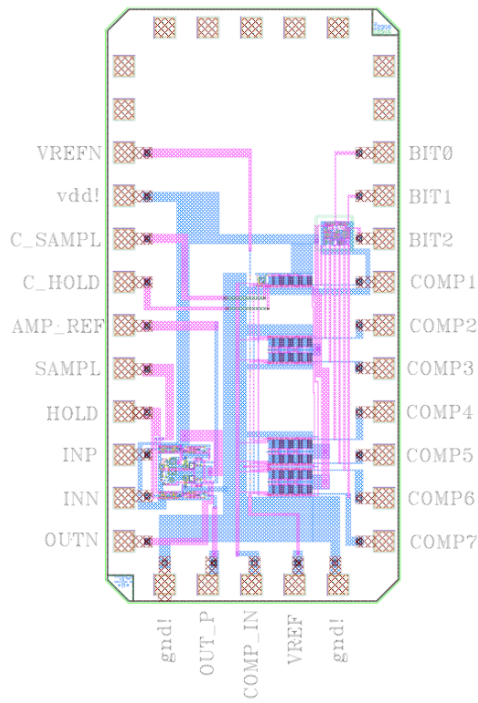 VREFN
vdd!
C_SAMPL
C_HOLD
AMP_REF
SAMPL
HOLD
INP
INN
OUTN
BIT0
BIT1
BIT2
COMP1
COMP2
COMP3
COMP4
COMP5
COMP6
COMP7
gnd!
OUT_P
COMP_IN
VREF
gnd!